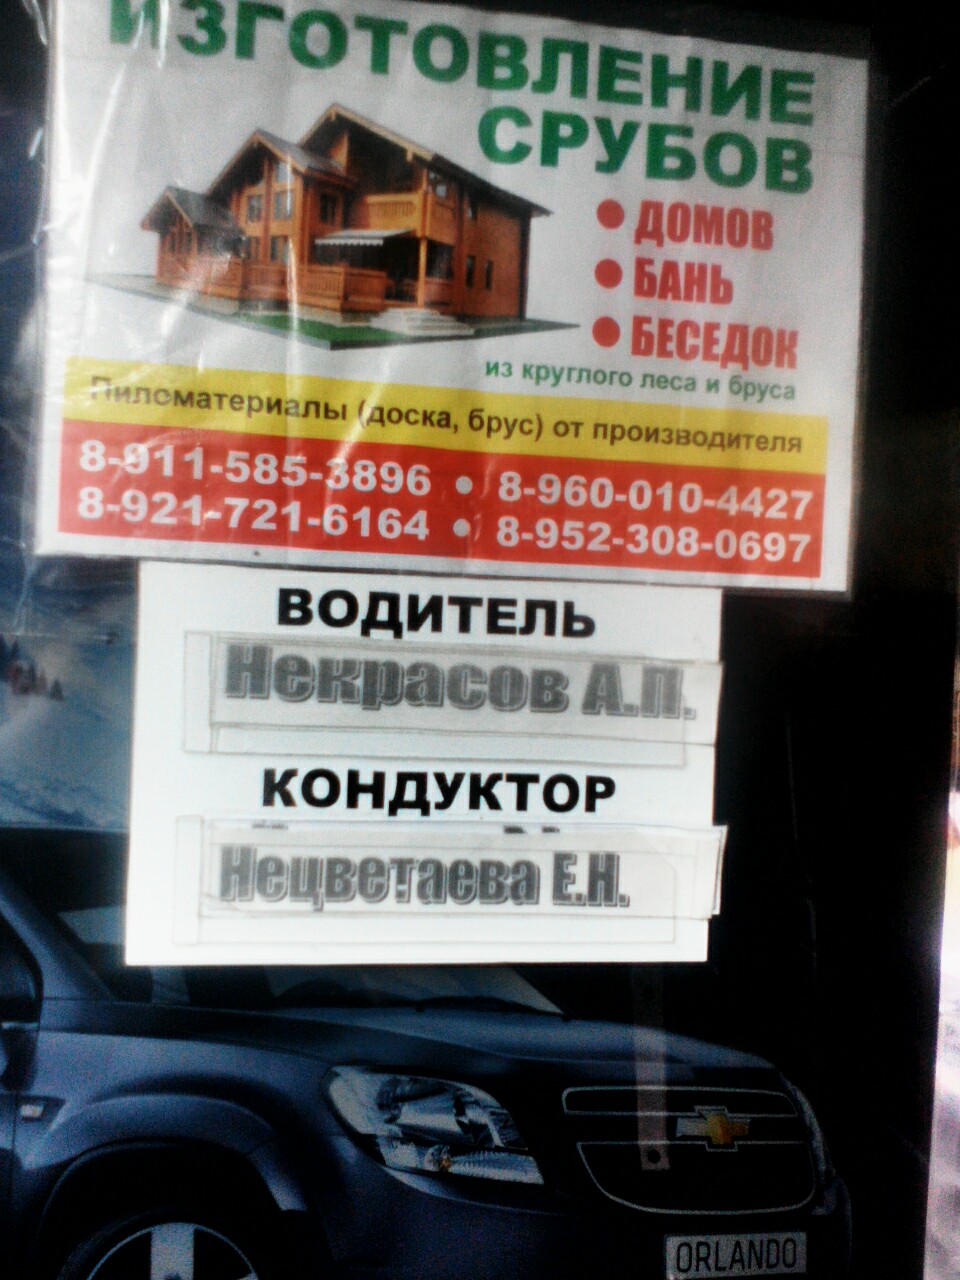 ИЗГОТОВЛЕНИЕ
СРУБОВ
• ДОМОВ
• БАНЬ
• БЕСЕДОК
из круглого леса и бруса
Пиломатериалы (доска, брус) от производителя
8-911-585-3896 • 8-960-010-4427
8-921-721-6164 • 8-952-308-0697
ВОДИТЕЛЬ
Некрасов А.П.
КОНДУКТОР
Нецветаева Е.Н.
ORLANDO